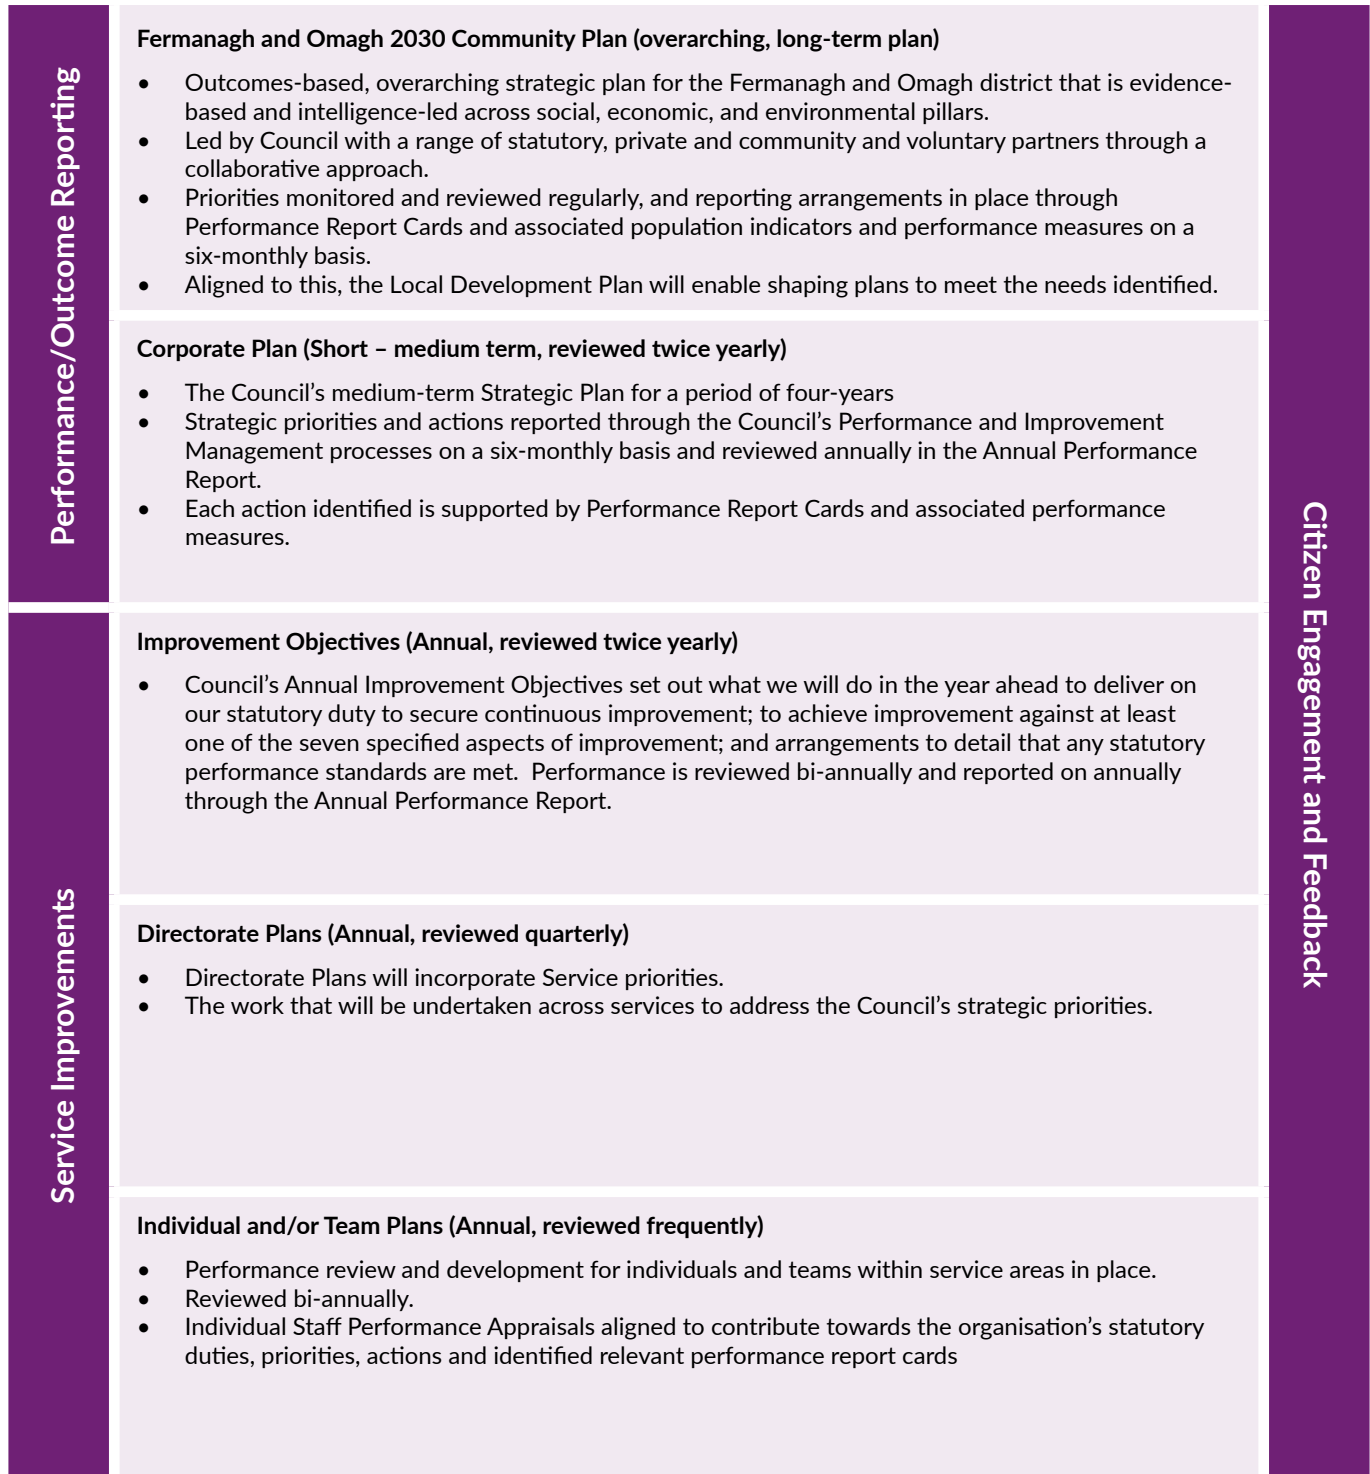 Performance/Outcome Reporting
Fermanagh and Omagh 2030 Community Plan (overarching, long-term plan)
• Outcomes-based, overarching strategic plan for the Fermanagh and Omagh district that is evidence-
based and intelligence-led across social, economic, and environmental pillars.
• Led by Council with a range of statutory, private and community and voluntary partners through a
collaborative approach.
• Priorities monitored and reviewed regularly, and reporting arrangements in place through
Performance Report Cards and associated population indicators and performance measures on a
six-monthly basis.
• Aligned to this, the Local Development Plan will enable shaping plans to meet the needs identified.
Corporate Plan (Short – medium term, reviewed twice yearly)
• The Council’s medium-term Strategic Plan for a period of four-years
• Strategic priorities and actions reported through the Council’s Performance and Improvement
Management processes on a six-monthly basis and reviewed annually in the Annual Performance
Report.
• Each action identified is supported by Performance Report Cards and associated performance
measures.
Service Improvements
Improvement Objectives (Annual, reviewed twice yearly)
• Council’s Annual Improvement Objectives set out what we will do in the year ahead to deliver on
our statutory duty to secure continuous improvement; to achieve improvement against at least
one of the seven specified aspects of improvement; and arrangements to detail that any statutory
performance standards are met.  Performance is reviewed bi-annually and reported on annually
through the Annual Performance Report.
Directorate Plans (Annual, reviewed quarterly)
• Directorate Plans will incorporate Service priorities.
• The work that will be undertaken across services to address the Council’s strategic priorities.
Individual and/or Team Plans (Annual, reviewed frequently)
• Performance review and development for individuals and teams within service areas in place.
• Reviewed bi-annually.
• Individual Staff Performance Appraisals aligned to contribute towards the organisation’s statutory
duties, priorities, actions and identified relevant performance report cards
Citizen Engagement and Feedback